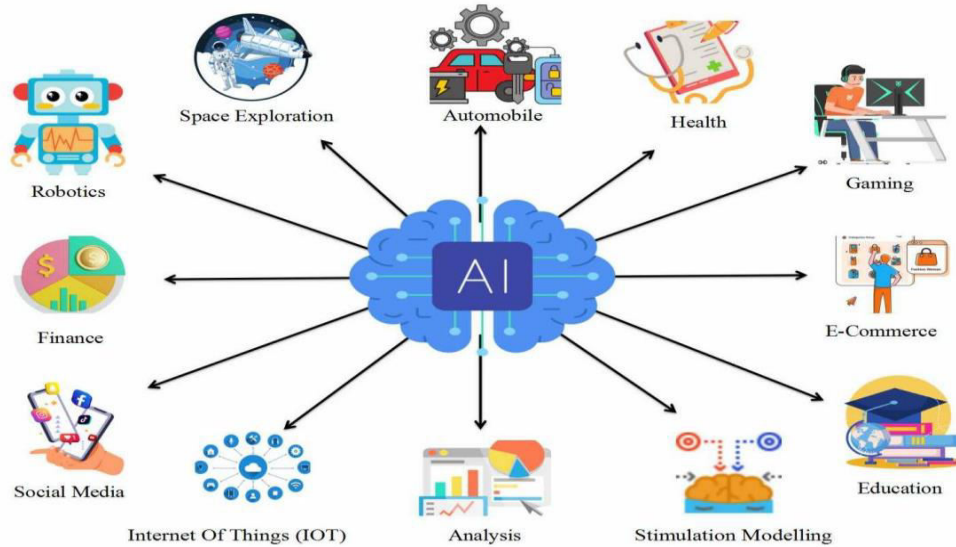 Space Exploration
Automobile
Health
Robotics
Gaming
AI
Finance
E-Commerce
Social Media
Education
Internet Of Things (IOT)
Analysis
Stimulation Modelling